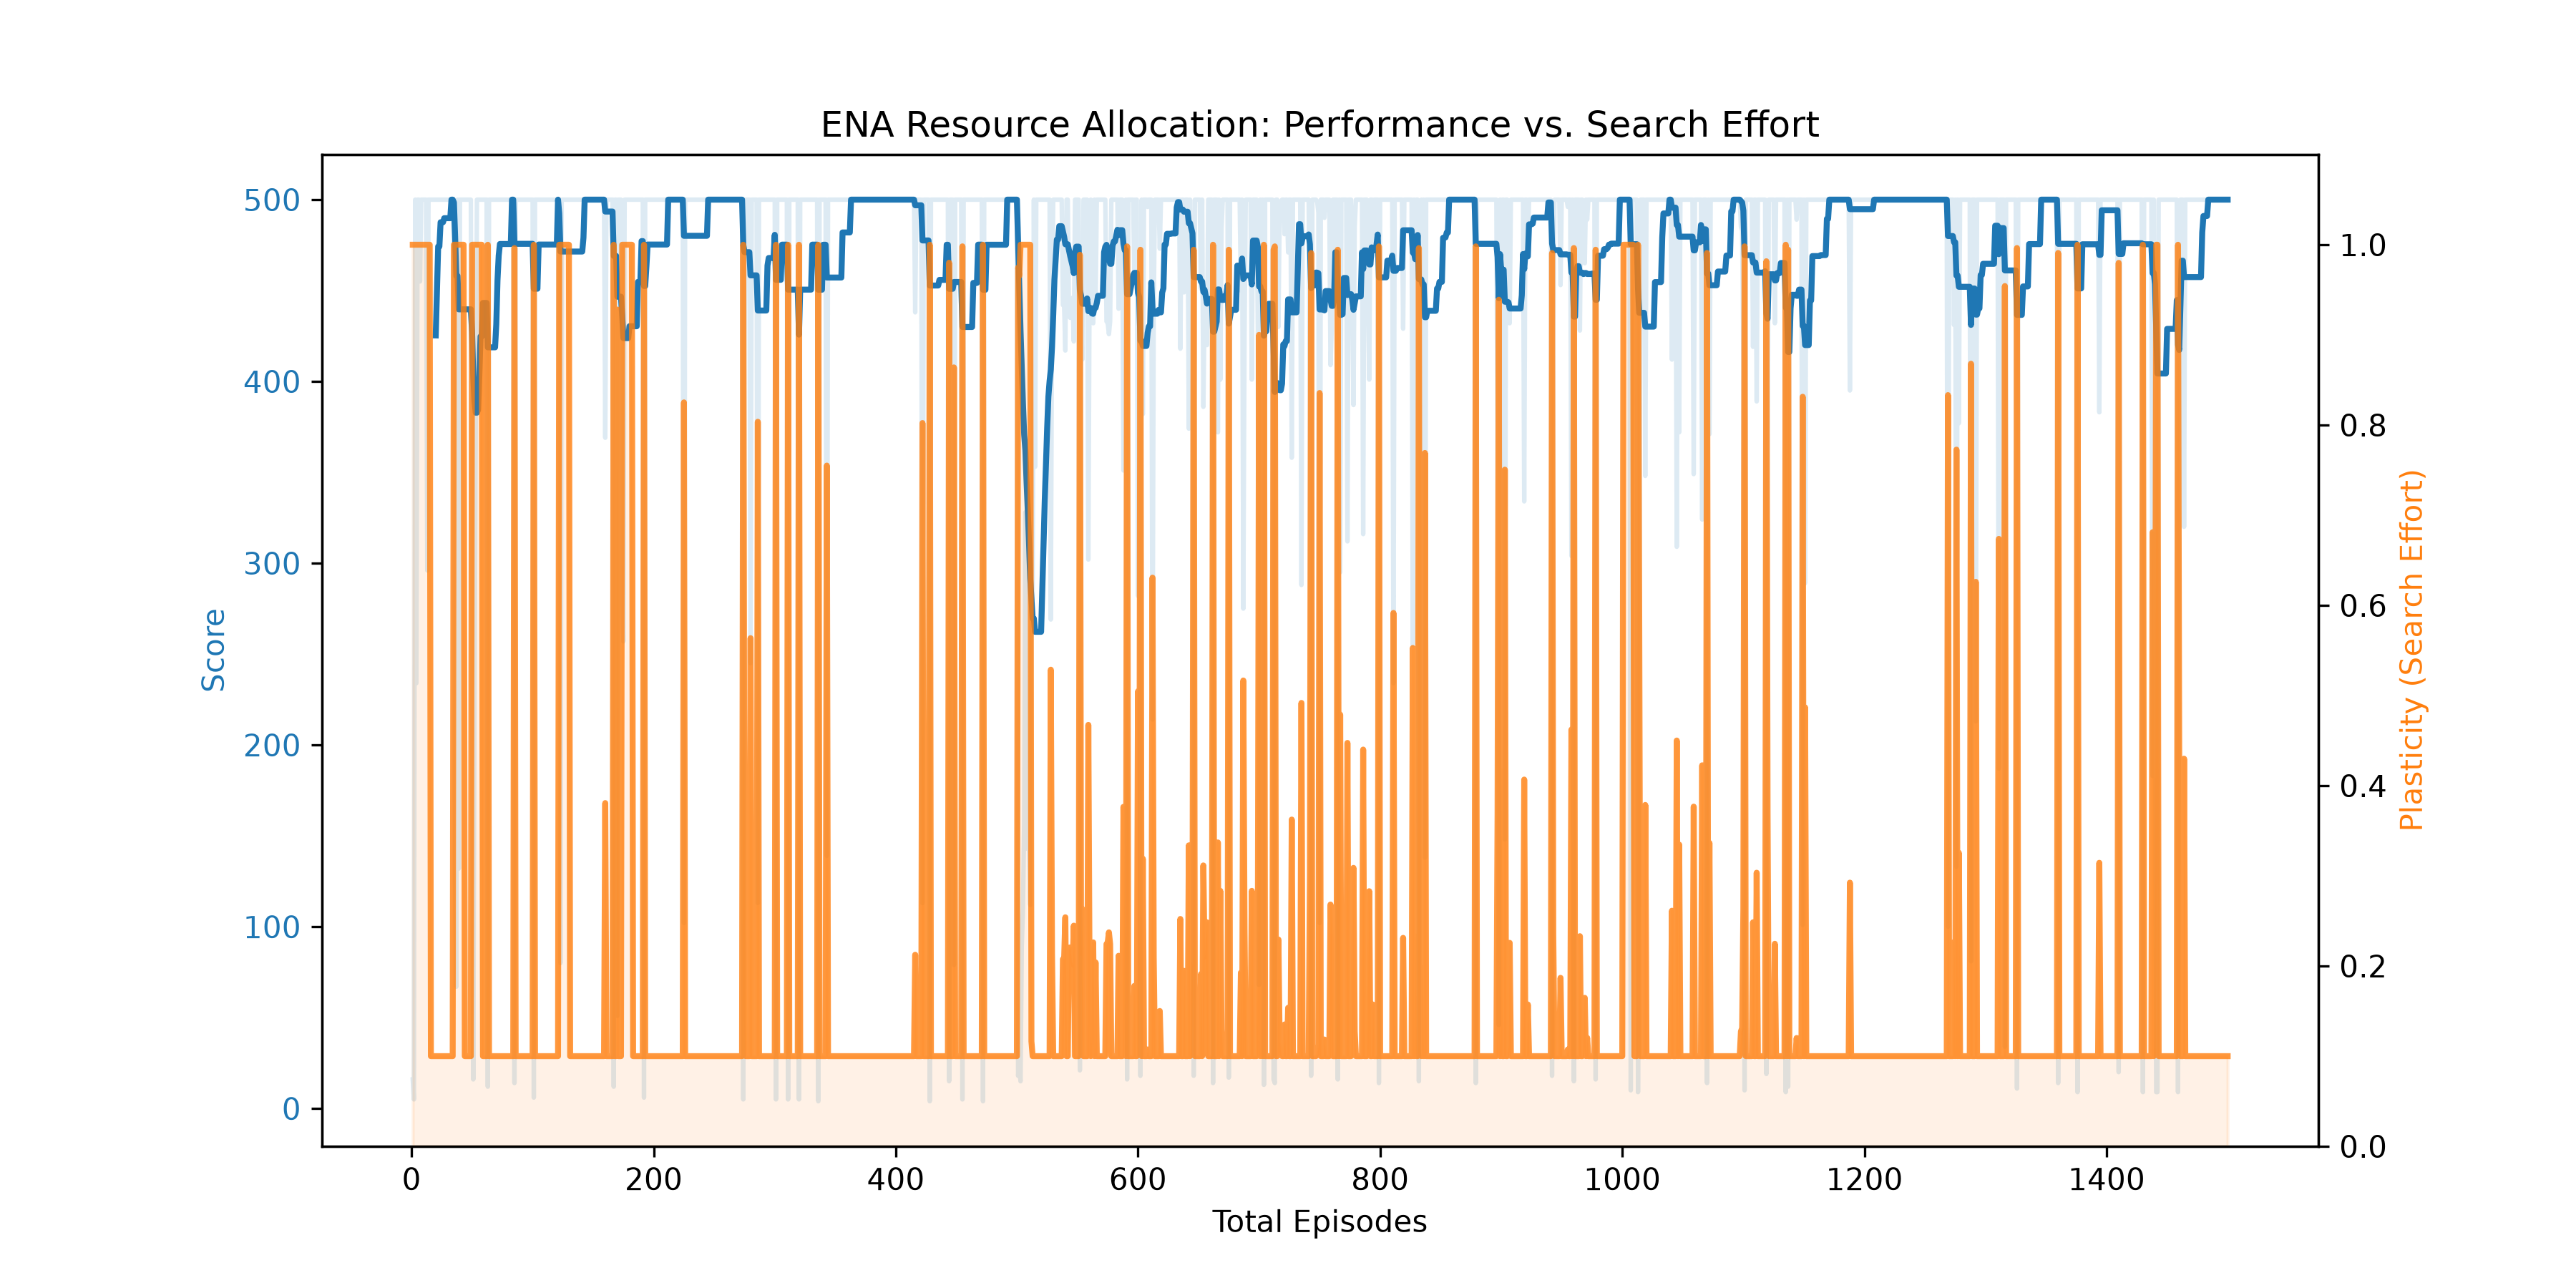 ENA Resource Allocation: Performance vs. Search Effort
500
400
300
200
100
0
Score
1.0
0.8
0.6
0.4
0.2
0.0
Plasticity (Search Effort)
0 200 400 600 800 1000 1200 1400
Total Episodes